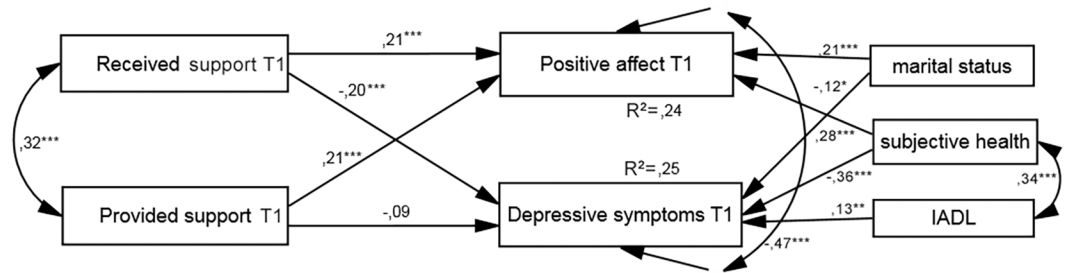 ,21***
Received support T1
Positive affect T1
,21***
marital status
-,20***
-,12*
R²=,24
,32***
,28***
subjective health
,21***
R²=,25
-,36***
,34***
Provided support T1
-,09
Depressive symptoms T1
,13**
IADL
-,47***